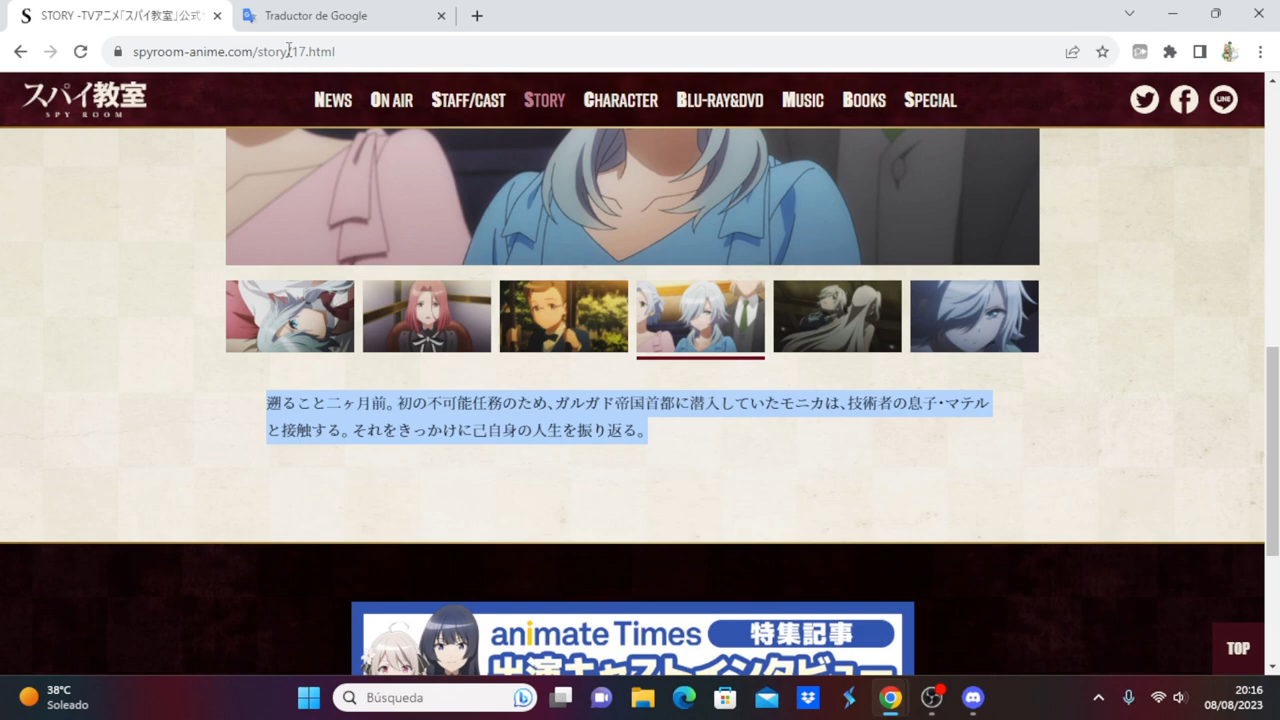 STORY -TVアニメ「スパイ教室」公式
Traductor de Google
spyroom-anime.com/story/17.html
スパイ教室
SPY ROOM
NEWS ON AIR STAFF/CAST STORY CHARACTER BLU-RAY&DVD MUSIC BOOKS SPECIAL
LINE
遡ること二ヶ月前。初の不可能任務のため、ガルガド帝国首都に潜入していたモニカは、技術者の息子・マテル
と接触する。それをきっかけに己自身の人生を振り返る。
animate Times 特集記事
出演キャストインタビュー
TOP
38°C
Soleado
Búsqueda
20:16
08/08/2023